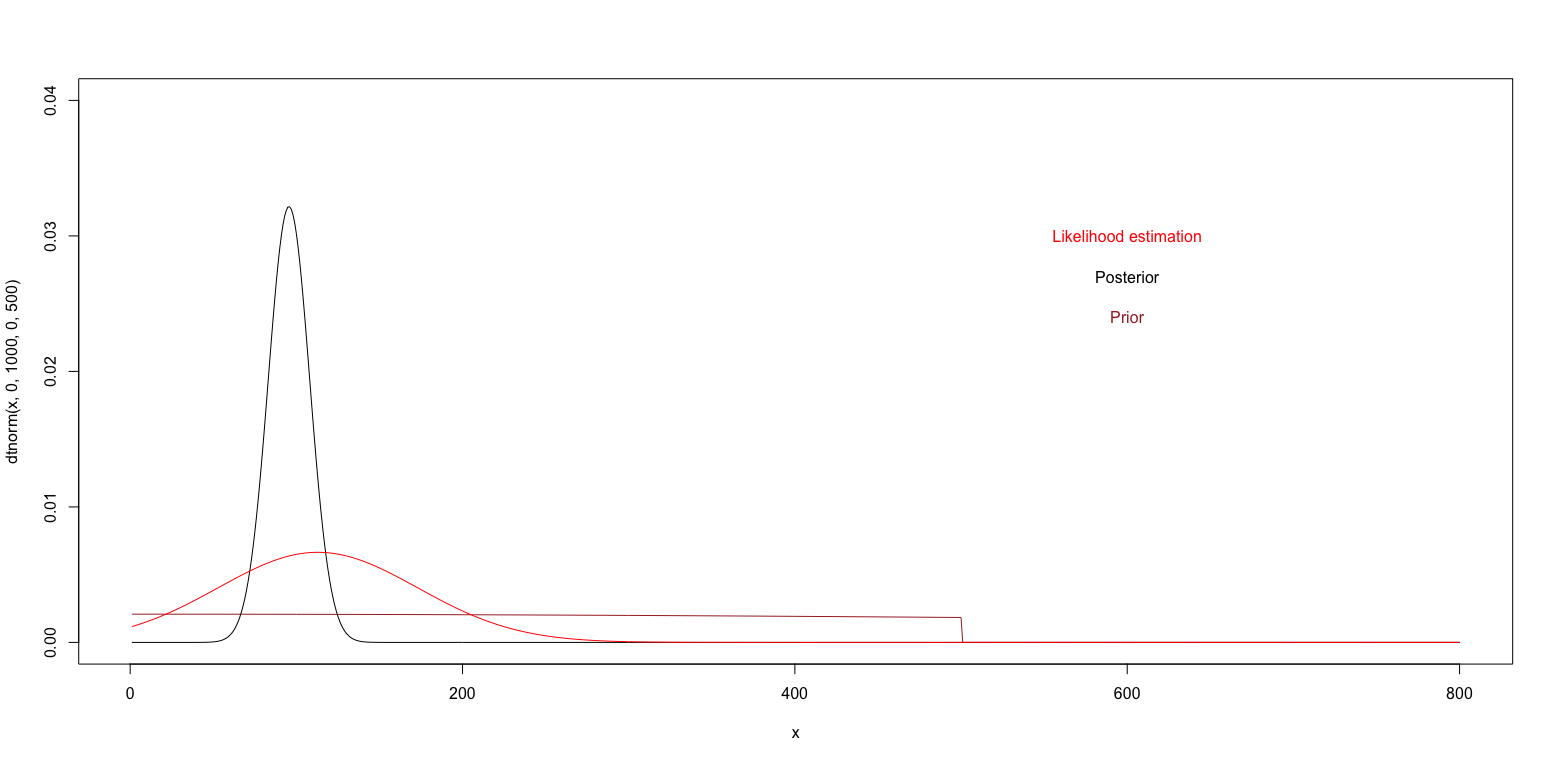 0.04
0.03
0.02
0.01
0.00
dtnorm(x, 0, 1000, 0, 500)
Likelihood estimation
Posterior
Prior
0 200 400 600 800
x